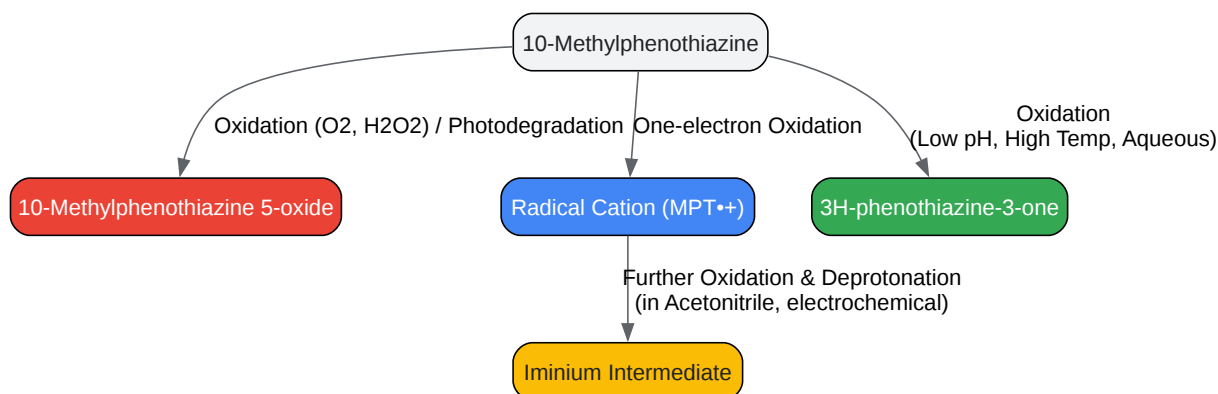 10-Methylphenothiazine
Oxidation (O2, H2O2) / Photodegradation
One-electron Oxidation
Oxidation
(Low pH, High Temp, Aqueous)
10-Methylphenothiazine 5-oxide
Radical Cation (MPT•+)
3H-phenothiazine-3-one
Further Oxidation & Deprotonation
(in Acetonitrile, electrochemical)
Iminium Intermediate